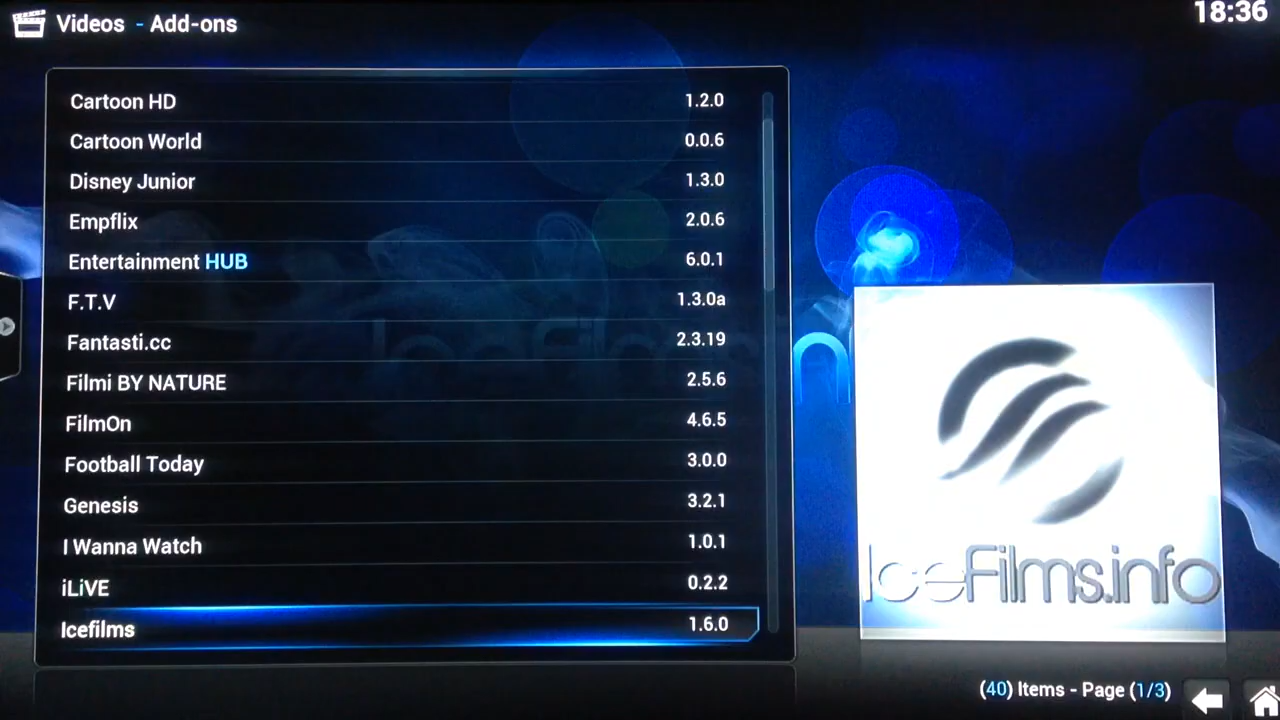 Videos - Add-ons
18:36
Cartoon HD 1.2.0
Cartoon World 0.0.6
Disney Junior 1.3.0
Empflix 2.0.6
Entertainment HUB 6.0.1
F.T.V 1.3.0a
Fantasti.cc 2.3.19
Filmi BY NATURE 2.5.6
FilmOn 4.6.5
Football Today 3.0.0
Genesis 3.2.1
I Wanna Watch 1.0.1
iLiVE 0.2.2
Icefilms 1.6.0
IceFilms.info
(40) Items - Page (1/3)